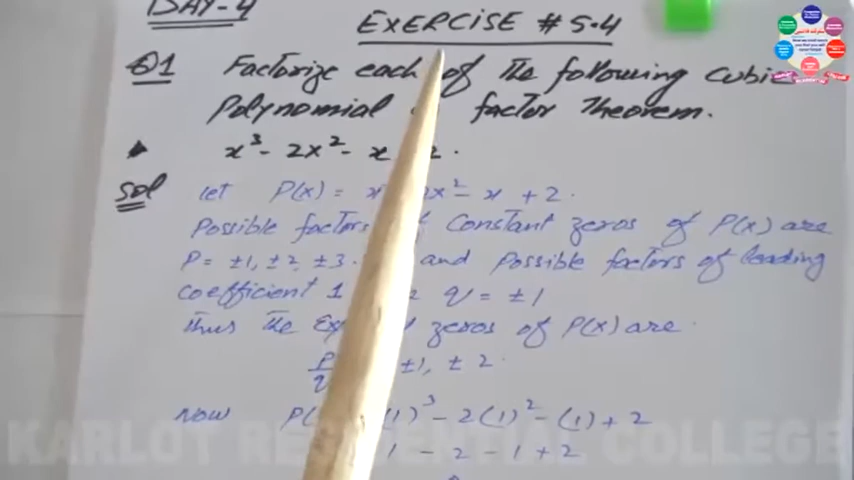 DAY-4
EXERCISE # 5.4
Q1 Factorize each of the following cubic
Polynomial factor Theorem.
x³ - 2x² - x 2.
Sol let P(x) = x x² - x + 2.
Possible factors of constant zeros of P(x) are
P = ±1, ±2, ±3. and possible factors of leading
coefficient 1 q = ±1
thus the zeros of P(x) are
P/q ±1, ±2.
Now P( (1)³ - 2(1)² - (1) + 2
1 - 2 - 1 + 2
KARLOT RESIDENTIAL COLLEGE